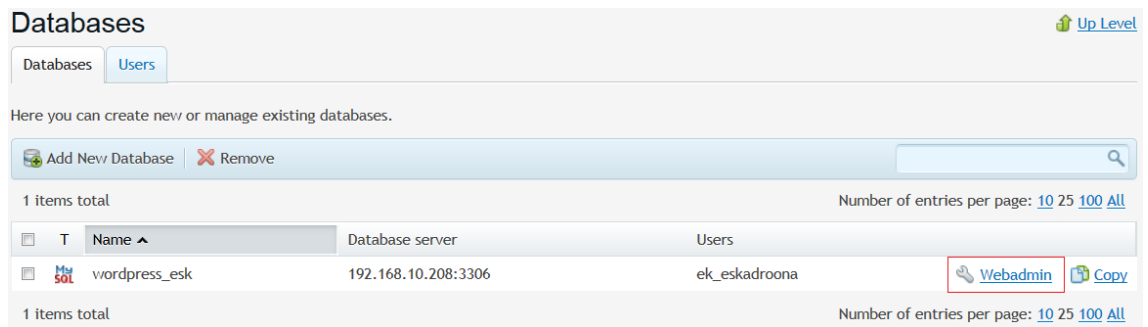 Databases
Up Level
Databases Users
Here you can create new or manage existing databases.
Add New Database Remove
1 items total Number of entries per page: 10 25 100 All
T Name Database server Users
My SQL wordpress_esk 192.168.10.208:3306 ek_eskadroona Webadmin Copy
1 items total Number of entries per page: 10 25 100 All